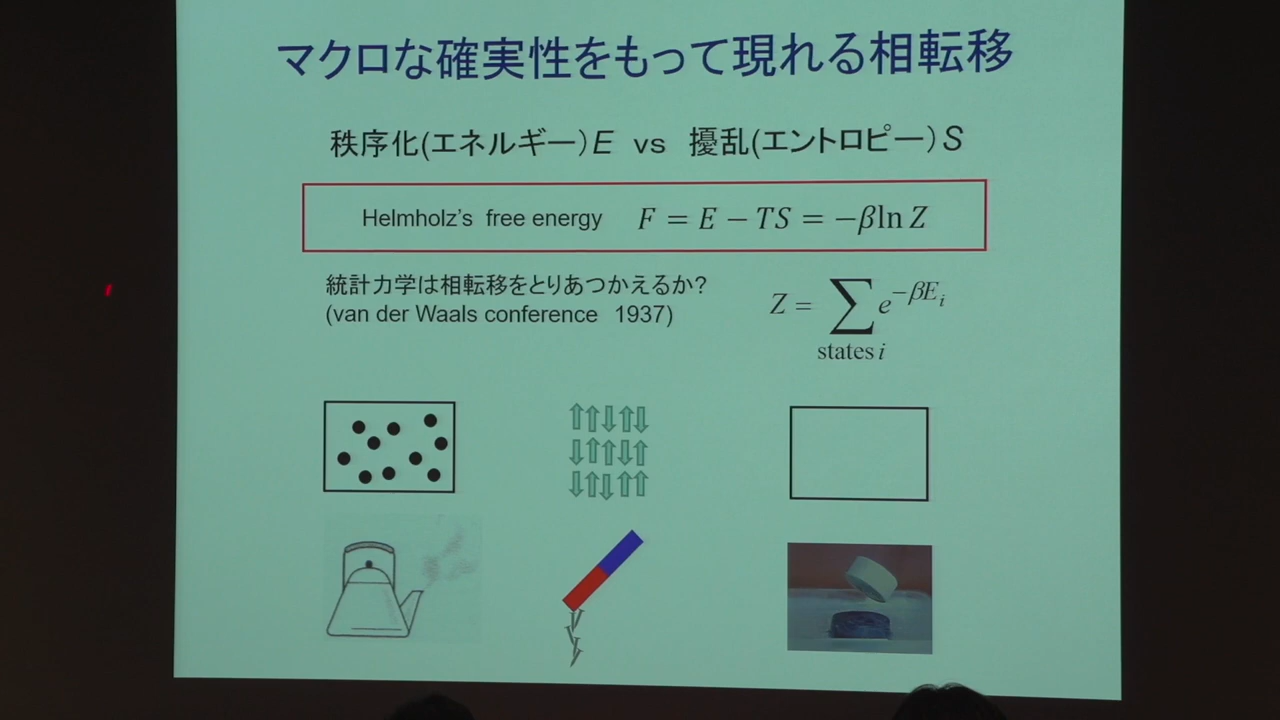 マクロな確実性をもって現れる相転移
秩序化(エネルギー)E vs 擾乱(エントロピー)S
Helmholz's free energy F = E − TS = −βln Z
統計力学は相転移をとりあつかえるか?
(van der Waals conference 1937)
Z = ∑ e^{−βE_i}
states i